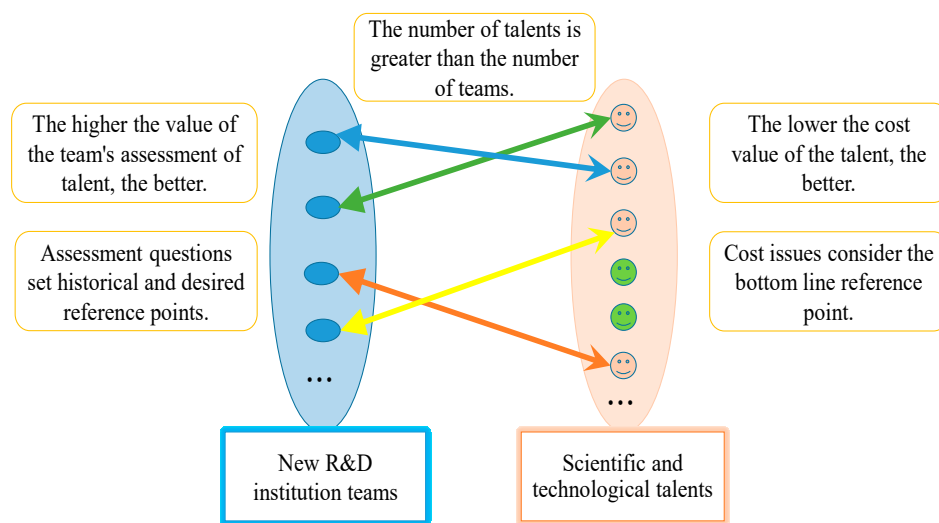 The number of talents is
greater than the number
of teams.
The higher the value of
the team's assessment of
talent, the better.
The lower the cost
value of the talent, the
better.
Assessment questions
set historical and desired
reference points.
Cost issues consider the
bottom line reference
point.
...
...
New R&D
institution teams
Scientific and
technological talents